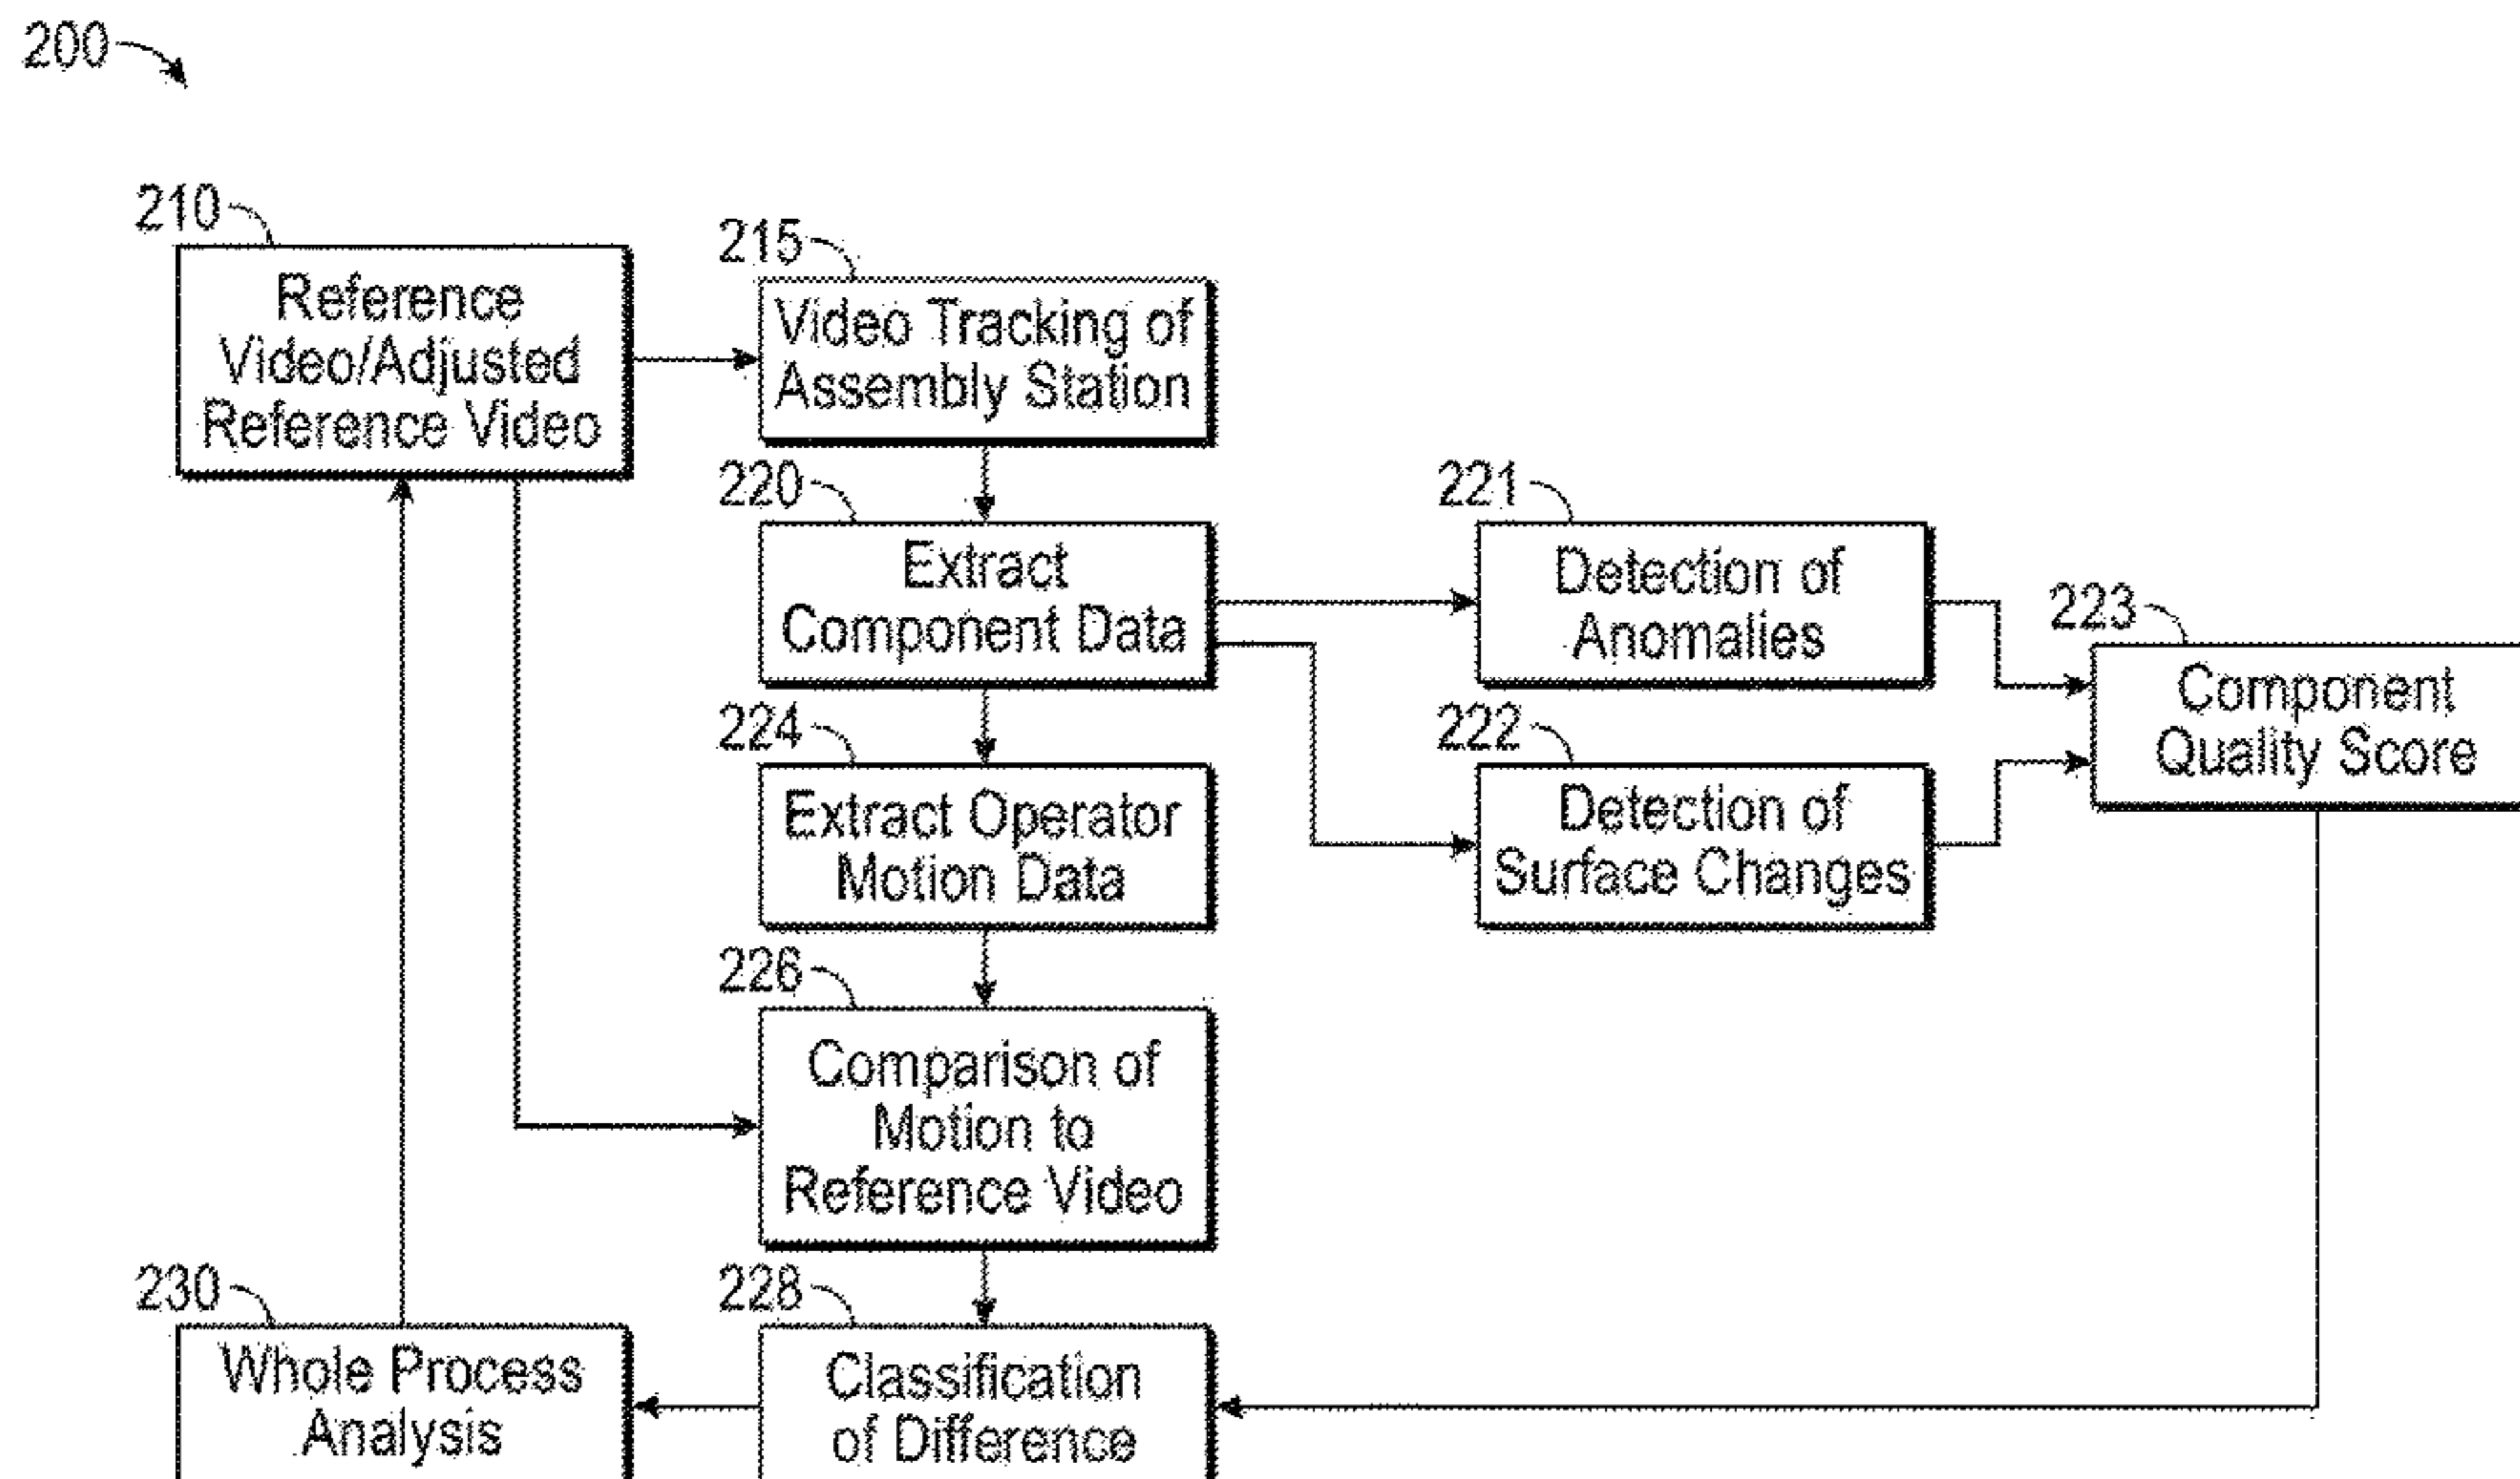 200
210
Reference
Video/Adjusted
Reference Video
215
Video Tracking of
Assembly Station
220
Extract
Component Data
221
Detection of
Anomalies
222
Detection of
Surface Changes
223
Component
Quality Score
224
Extract Operator
Motion Data
226
Comparison of
Motion to
Reference Video
228
Classification
of Difference
230
Whole Process
Analysis